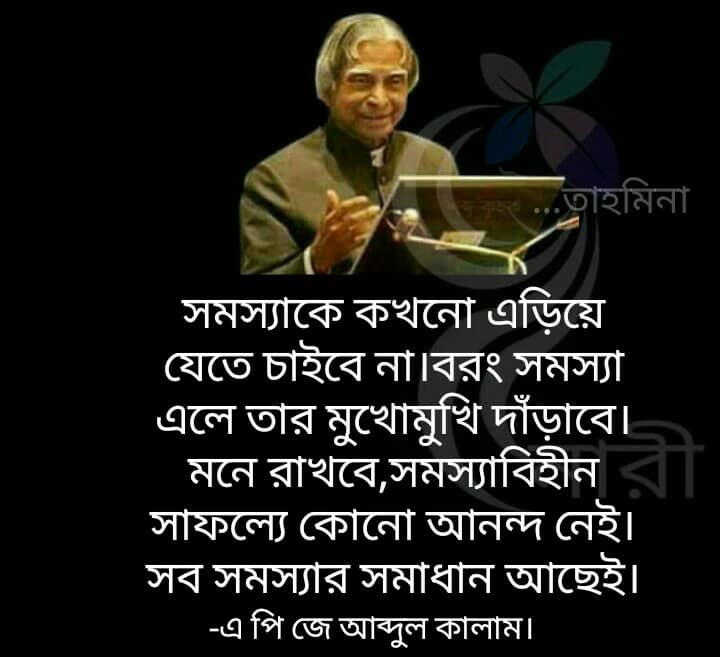 ...তাহমিনা
সমস্যাকে কখনো এড়িয়ে
যেতে চাইবে না।বরং সমস্যা
এলে তার মুখোমুখি দাঁড়াবে।
মনে রাখবে,সমস্যাবিহীন
সাফল্যে কোনো আনন্দ নেই।
সব সমস্যার সমাধান আছেই।
-এ পি জে আব্দুল কালাম।